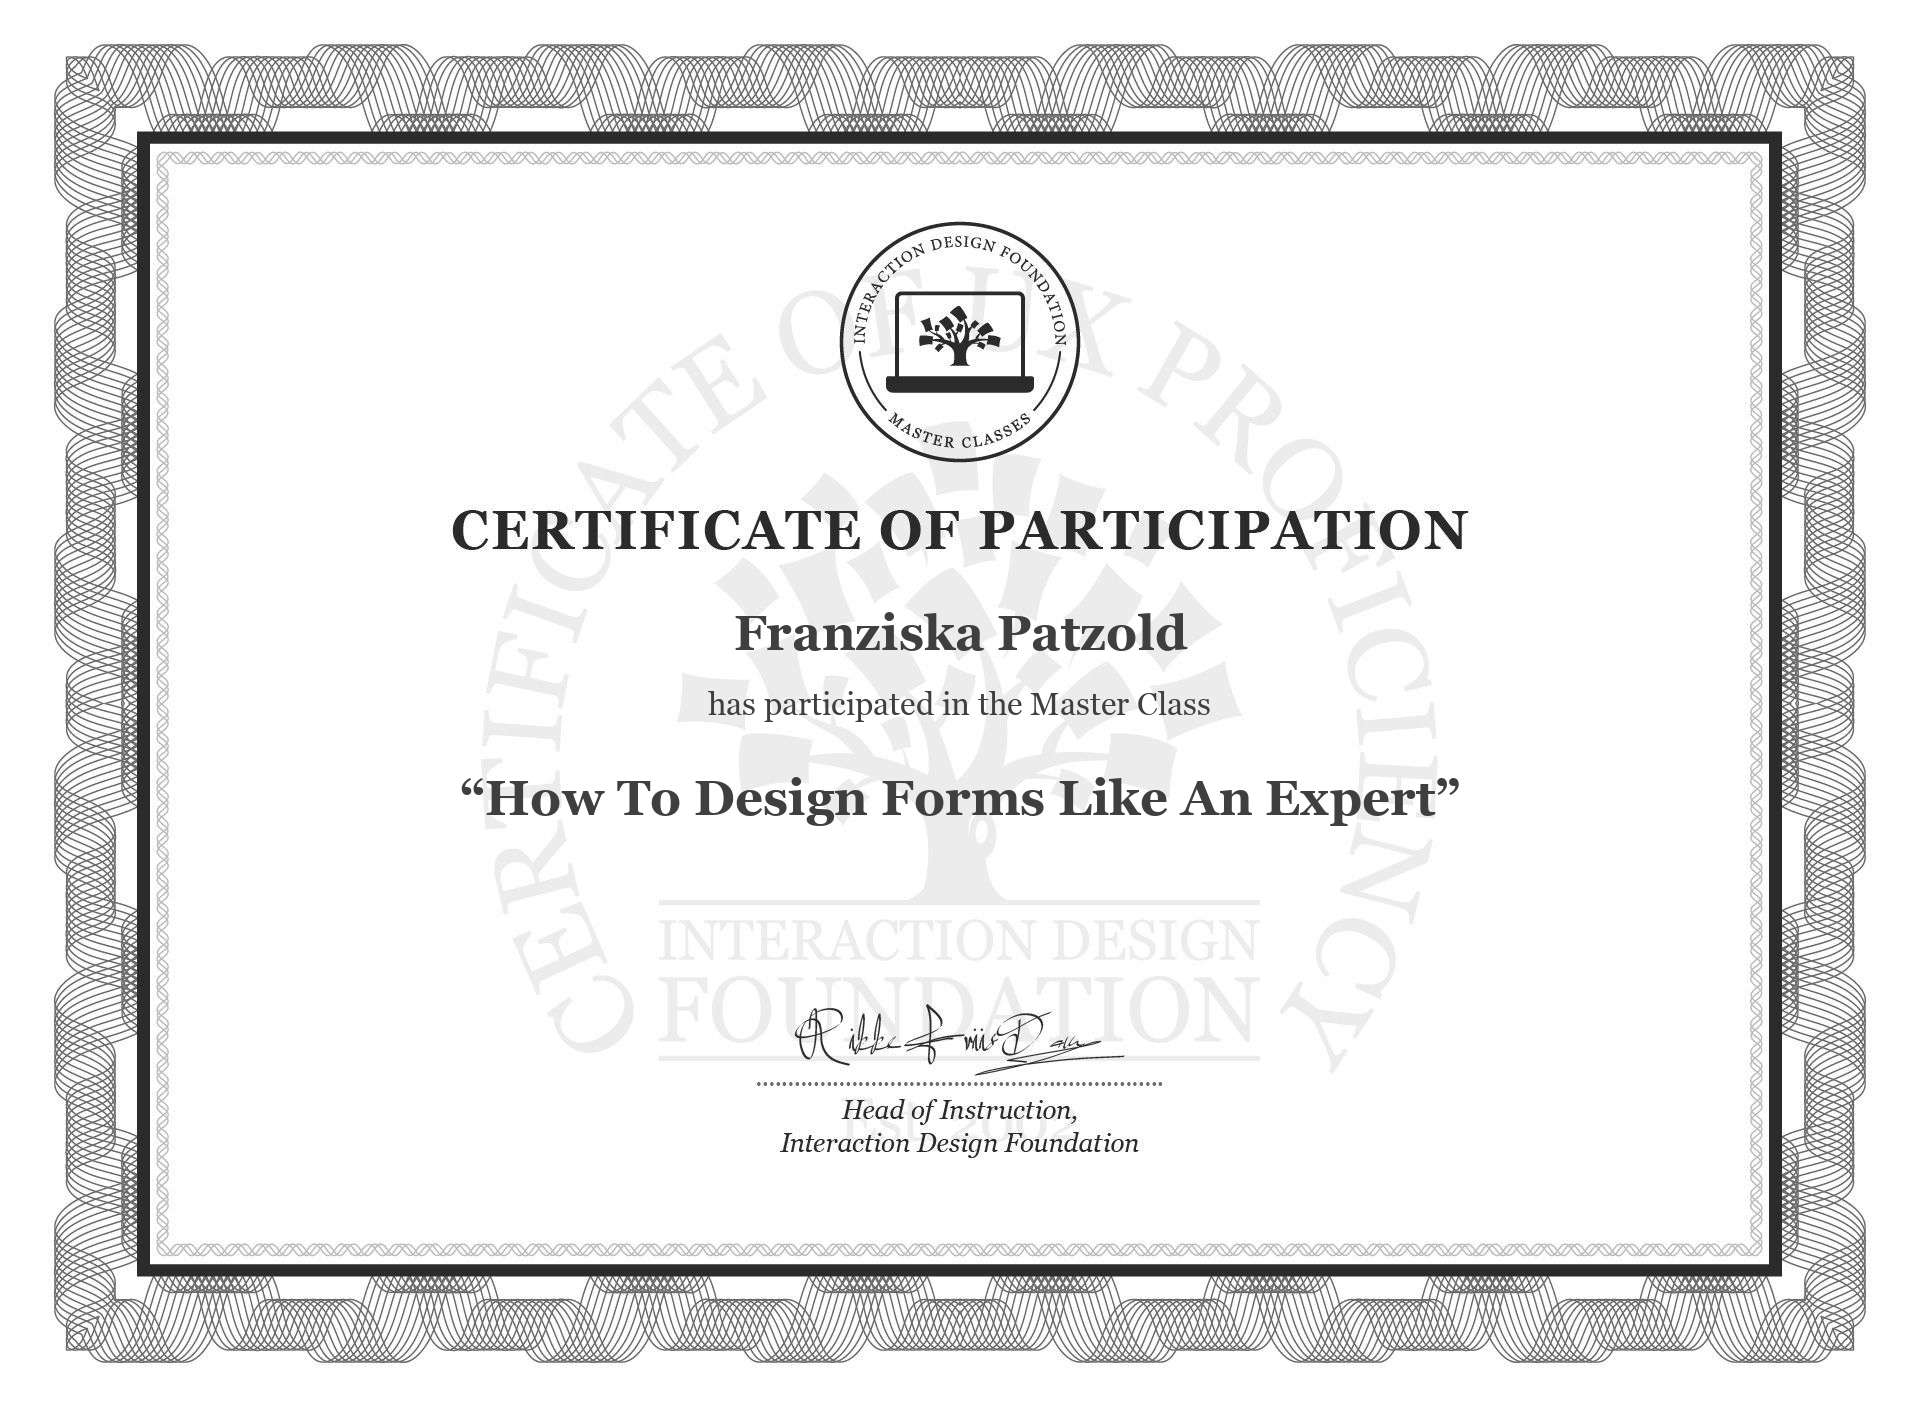 INTERACTION DESIGN FOUNDATION
MASTER CLASSES
CERTIFICATE OF UX PROFICIENCY
CERTIFICATE OF PARTICIPATION
Franziska Patzold
has participated in the Master Class
“How To Design Forms Like An Expert”
INTERACTION DESIGN
FOUNDATION
Rikke Friis Dam
Est. 2002
Head of Instruction,
Interaction Design Foundation